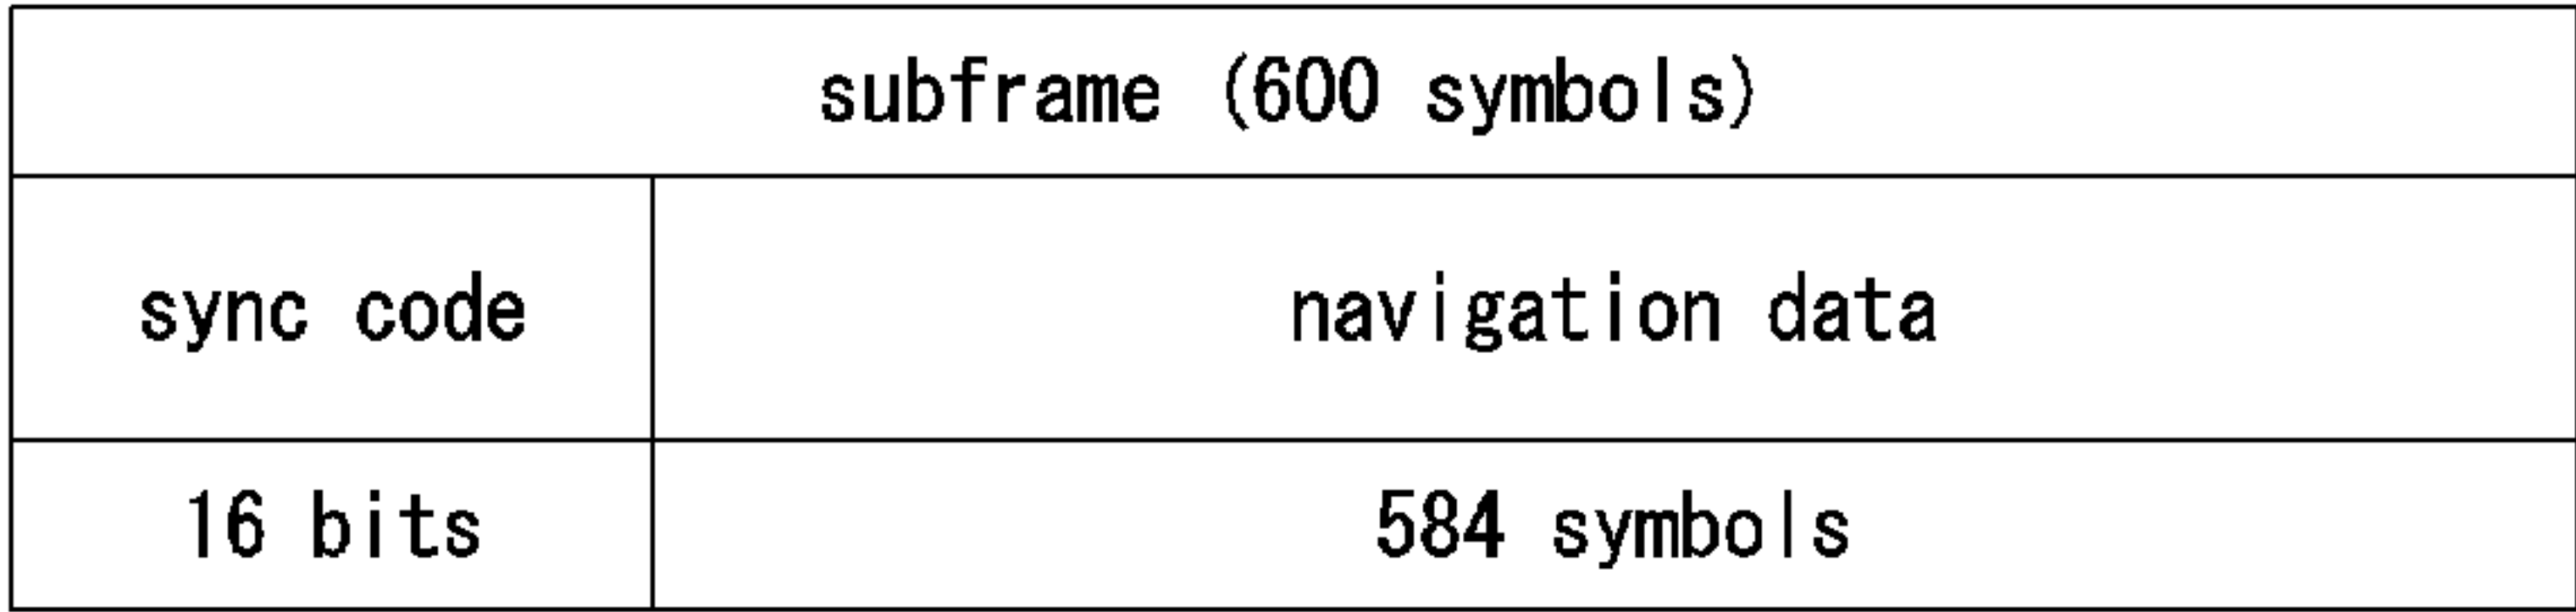 subframe (600 symbols)
sync code
navigation data
16 bits
584 symbols